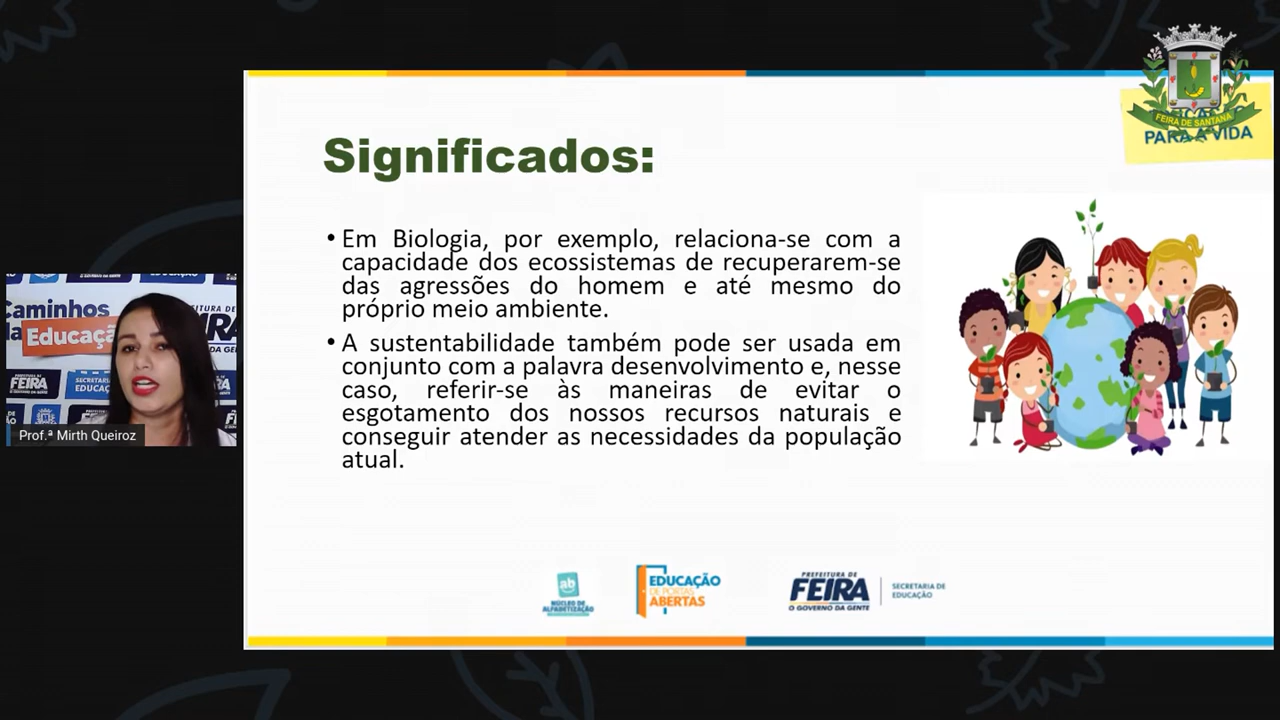 FEIRA DE SANTANA
PARA A VIDA
Significados:
• Em Biologia, por exemplo, relaciona-se com a
capacidade dos ecossistemas de recuperarem-se
das agressões do homem e até mesmo do
próprio meio ambiente.
• A sustentabilidade também pode ser usada em
conjunto com a palavra desenvolvimento e, nesse
caso, referir-se às maneiras de evitar o
esgotamento dos nossos recursos naturais e
conseguir atender as necessidades da população
atual.
Caminhos
da Educaç
FEIRA
Prof.ª Mirth Queiroz
ab
NÚCLEO DE
ALFABETIZAÇÃO
EDUCAÇÃO
DE PORTAS
ABERTAS
PREFEITURA DE
FEIRA
O GOVERNO DA GENTE
SECRETARIA DE
EDUCAÇÃO